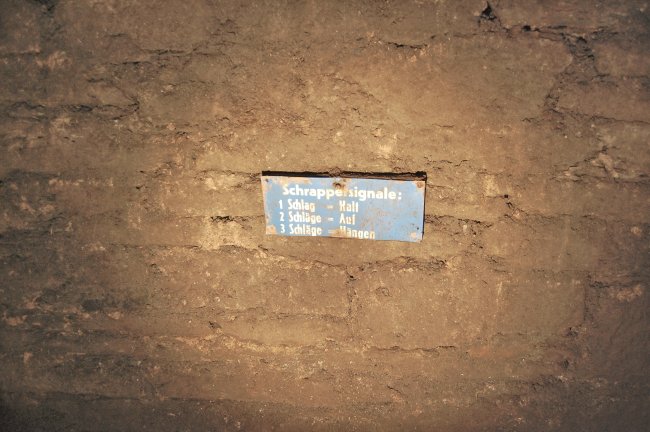 Schrappersignale:
1 Schlag - Halt
2 Schläge - Auf
3 Schläge - Hängen